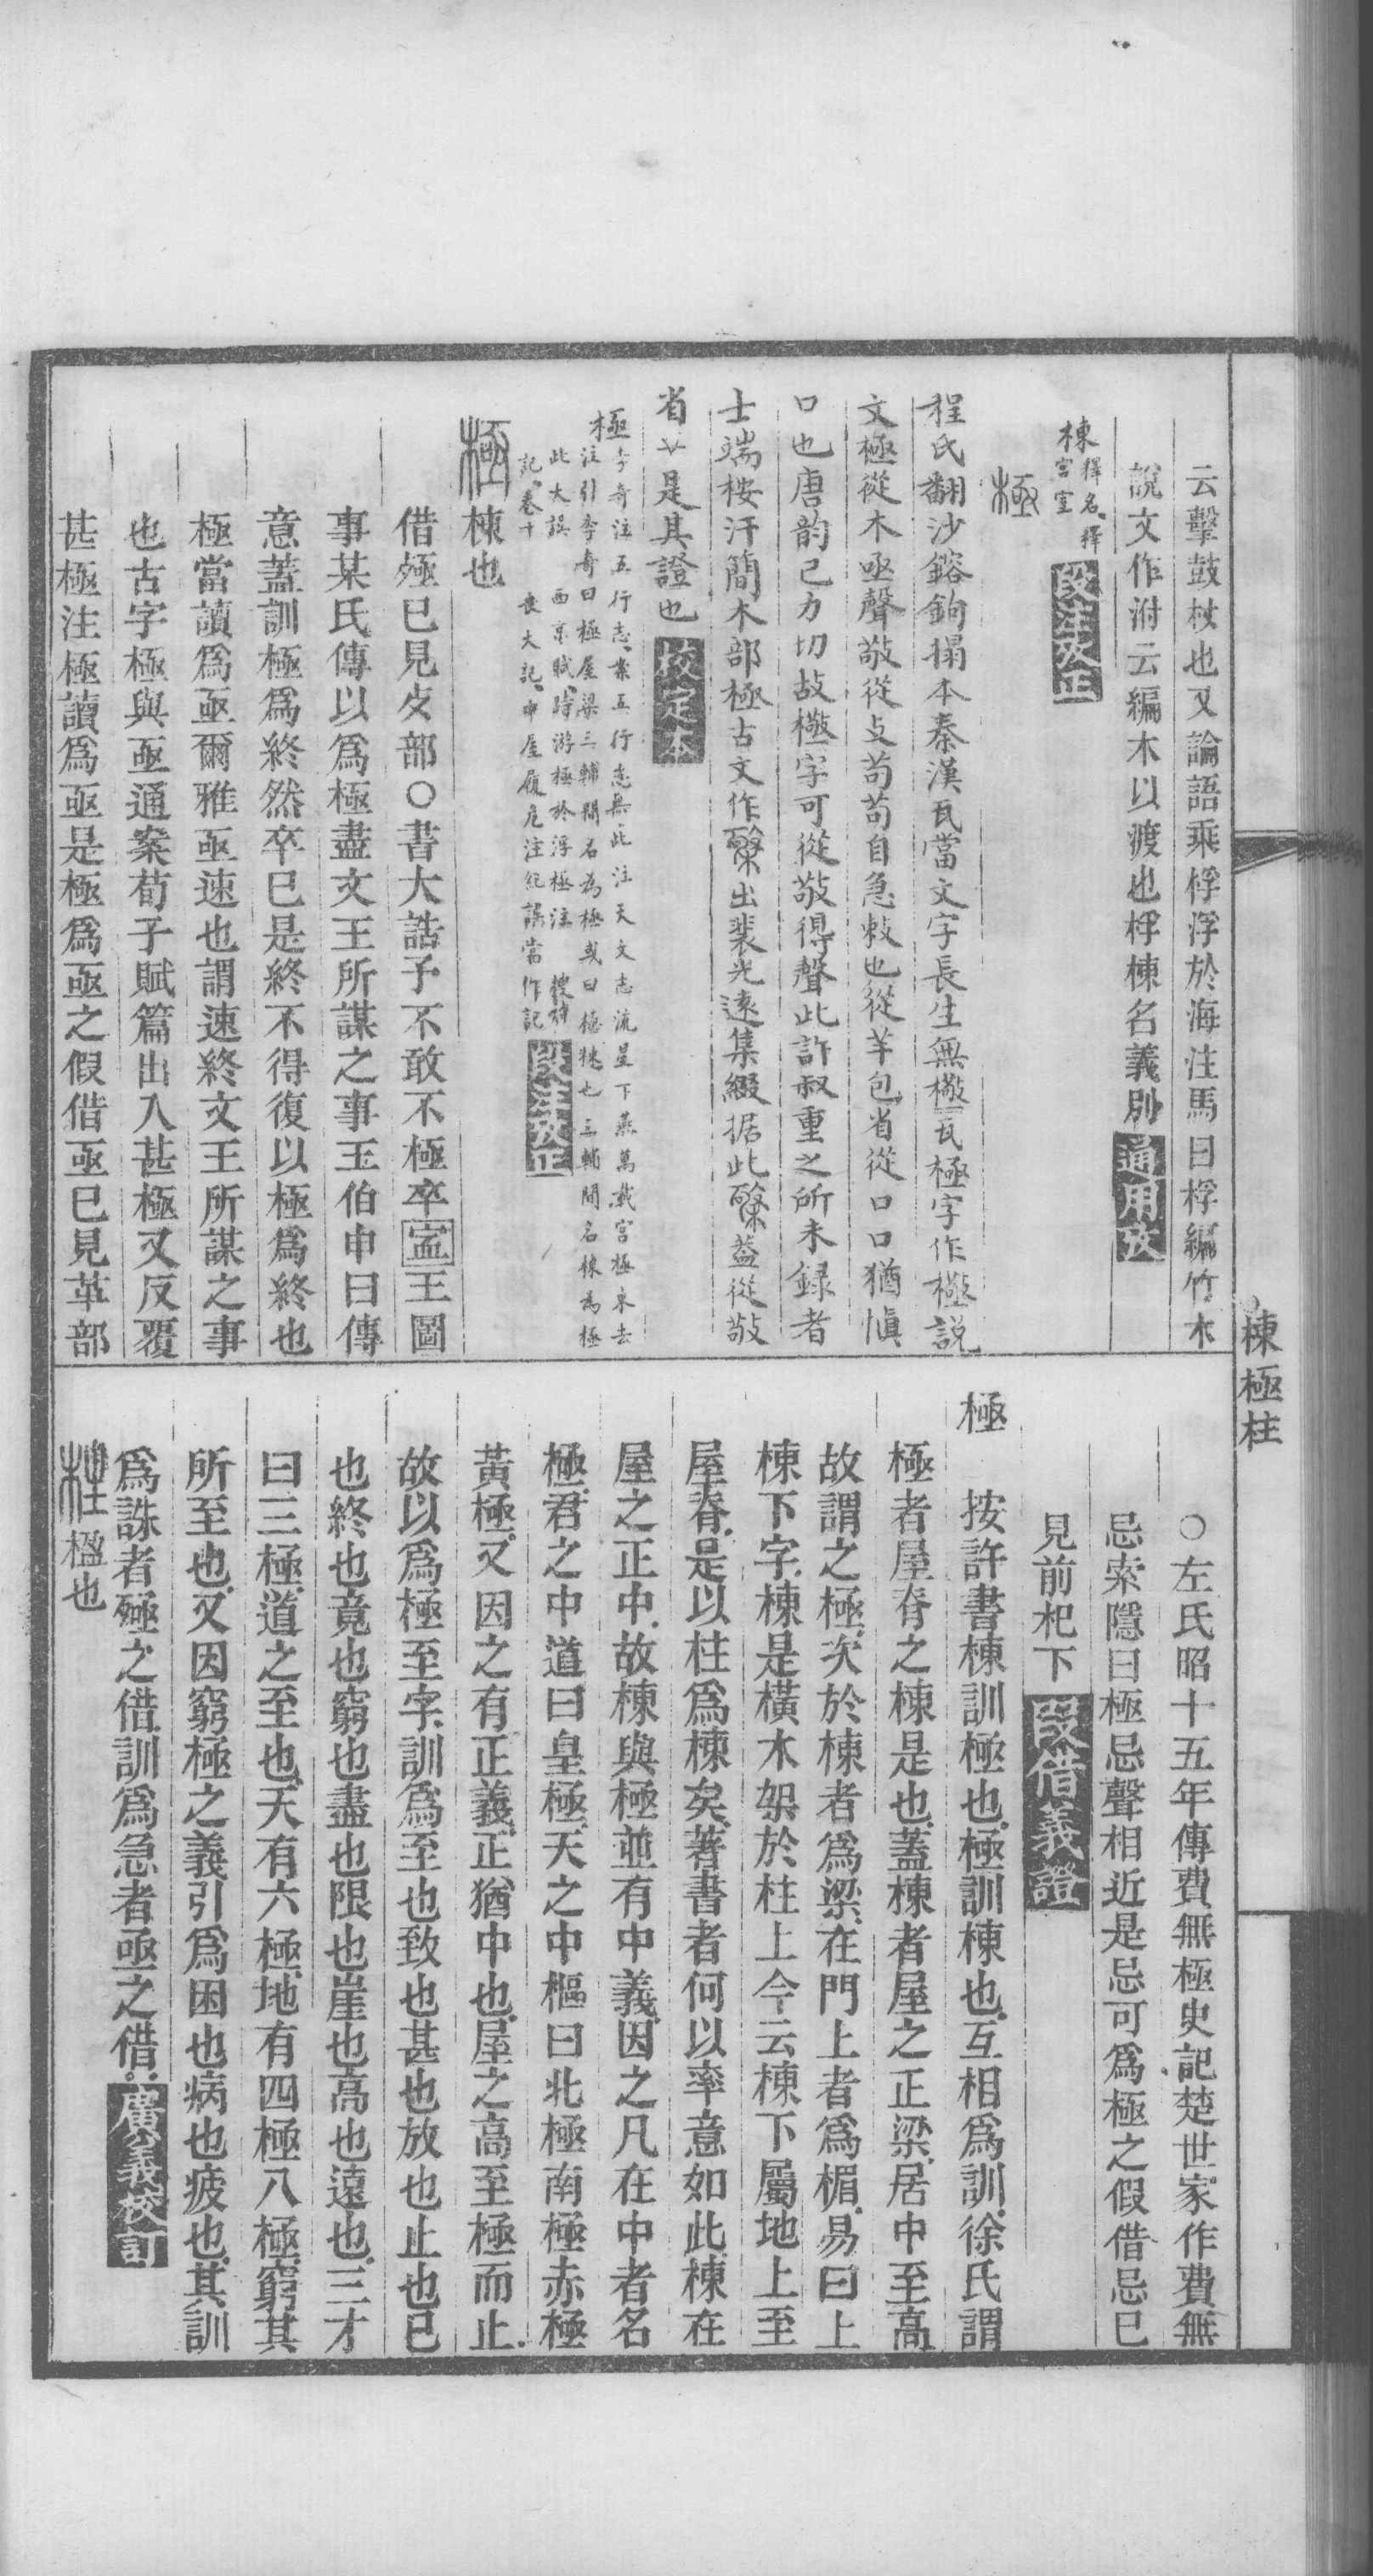 云擊鼓杖也又論語乘桴浮於海注馬曰桴編竹木
說文作泭云編木以渡也桴棟名義別 通用攷
棟 釋名、釋宮室 段注攷正
極
程氏翻沙鎔鉤搨本秦漢瓦當文字長生無極瓦極字作㯳說
文極從木亟聲敬從攴茍茍自急敕也從羊包省從口口猶愼
口也唐韵己力切故㯳字可從敬得聲此許叔重之所未録者
士端桉汗簡木部極古文作出裴光遠集綴据此葢從敬
省艹是其證也 校定本
極 李奇注五行志、案五行志無此注天文志流星下燕萬載宮極東去
注引李奇曰極屋梁三輔間名為極或曰極棟也三輔間名棟為極
此大誤 西京賦、跱游極於浮極注 搜神
記、卷十 喪大記、中屋履危注危誤當作記 段注攷正
極 棟也
借殛已見歺部○書大誥予不敢不極卒寍王圖
事某氏傳以爲極盡文王所謀之事王伯申曰傳
意蓋訓極爲終然卒巳是終不得復以極爲終也
極當讀爲亟爾雅亟速也謂速終文王所謀之事
也古字極與亟通案荀子賦篇出入甚極又反覆
甚極注極讀爲亟是極爲亟之假借亟巳見革部
棟極柱
○左氏昭十五年傳費無極史記楚世家作費無
忌索隱曰極忌聲相近是忌可爲極之假借忌巳
見前杞下 段借義證
極 按許書棟訓極也極訓棟也互相爲訓徐氏謂
極者屋脊之棟是也蓋棟者屋之正梁居中至高
故謂之極次於棟者爲梁在門上者爲楣易曰上
棟下字棟是橫木架於柱上今云棟下屬地上至
屋脊是以柱爲棟矣著書者何以率意如此棟在
屋之正中故棟與極並有中義因之凡在中者名
極君之中道曰皇極天之中樞曰北極南極赤極
黃極又因之有正義正猶中也屋之高至極而止
故以爲極至字訓爲至也致也甚也放也止也已
也終也竟也窮也盡也限也崖也高也遠也三才
曰三極道之至也天有六極地有四極八極窮其
所至也又因窮極之義引爲困也病也疲也其訓
爲誅者殛之借訓爲急者亟之借 廣義校訂
柱 楹也